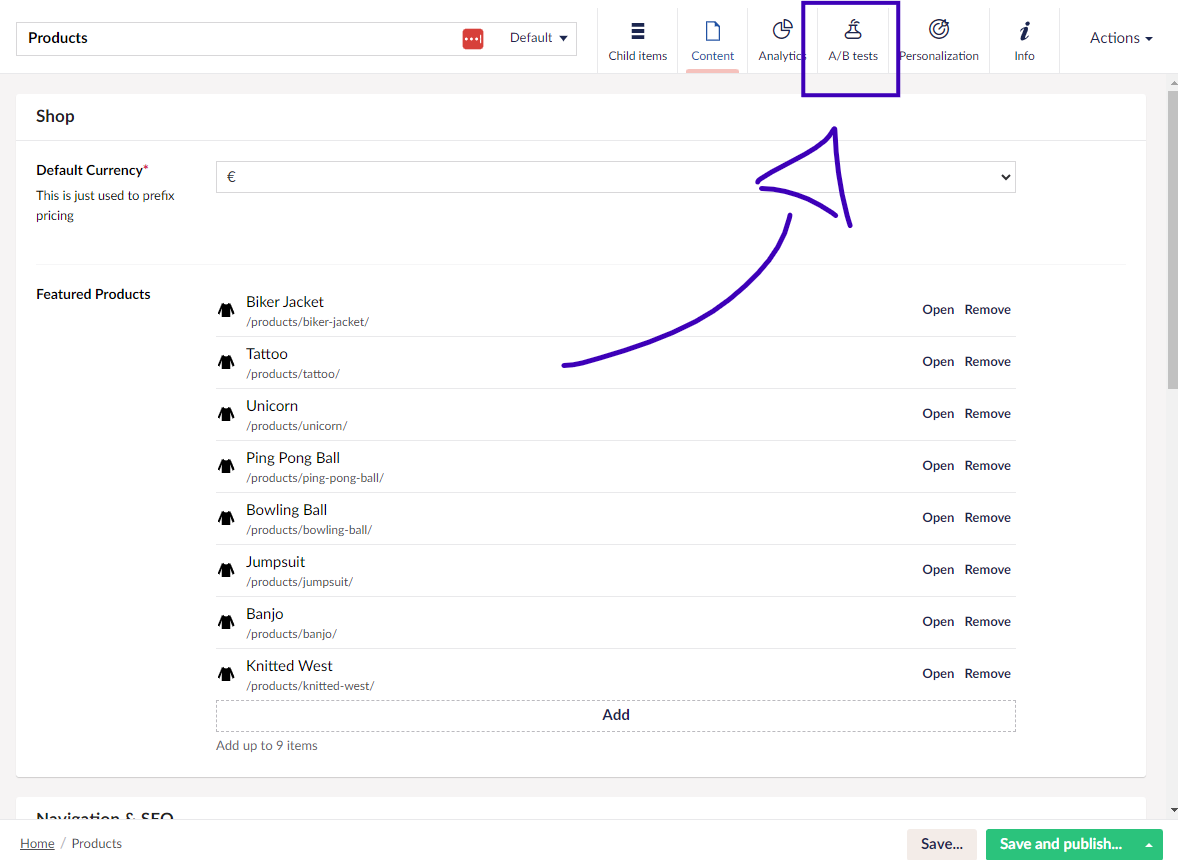 Products
Default
Child items
Content
Analytics
A/B tests
Personalization
Info
Actions
Shop
Default Currency*
This is just used to prefix
pricing
€
Featured Products
Biker Jacket
/products/biker-jacket/
Open Remove
Tattoo
/products/tattoo/
Open Remove
Unicorn
/products/unicorn/
Open Remove
Ping Pong Ball
/products/ping-pong-ball/
Open Remove
Bowling Ball
/products/bowling-ball/
Open Remove
Jumpsuit
/products/jumpsuit/
Open Remove
Banjo
/products/banjo/
Open Remove
Knitted West
/products/knitted-west/
Open Remove
Add
Add up to 9 items
Navigation & SEO
Home / Products
Save...
Save and publish...